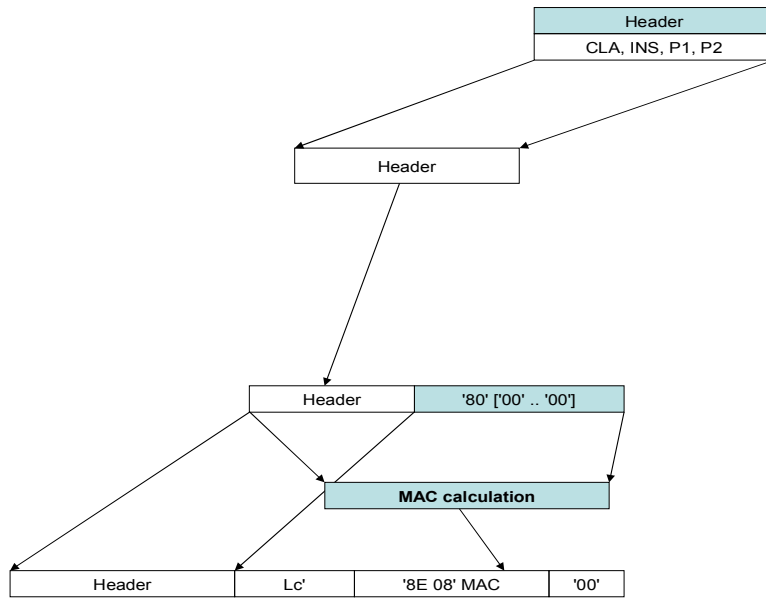 Header
CLA, INS, P1, P2
Header
Header '80' ['00' .. '00']
MAC calculation
Header Lc' '8E 08' MAC '00'